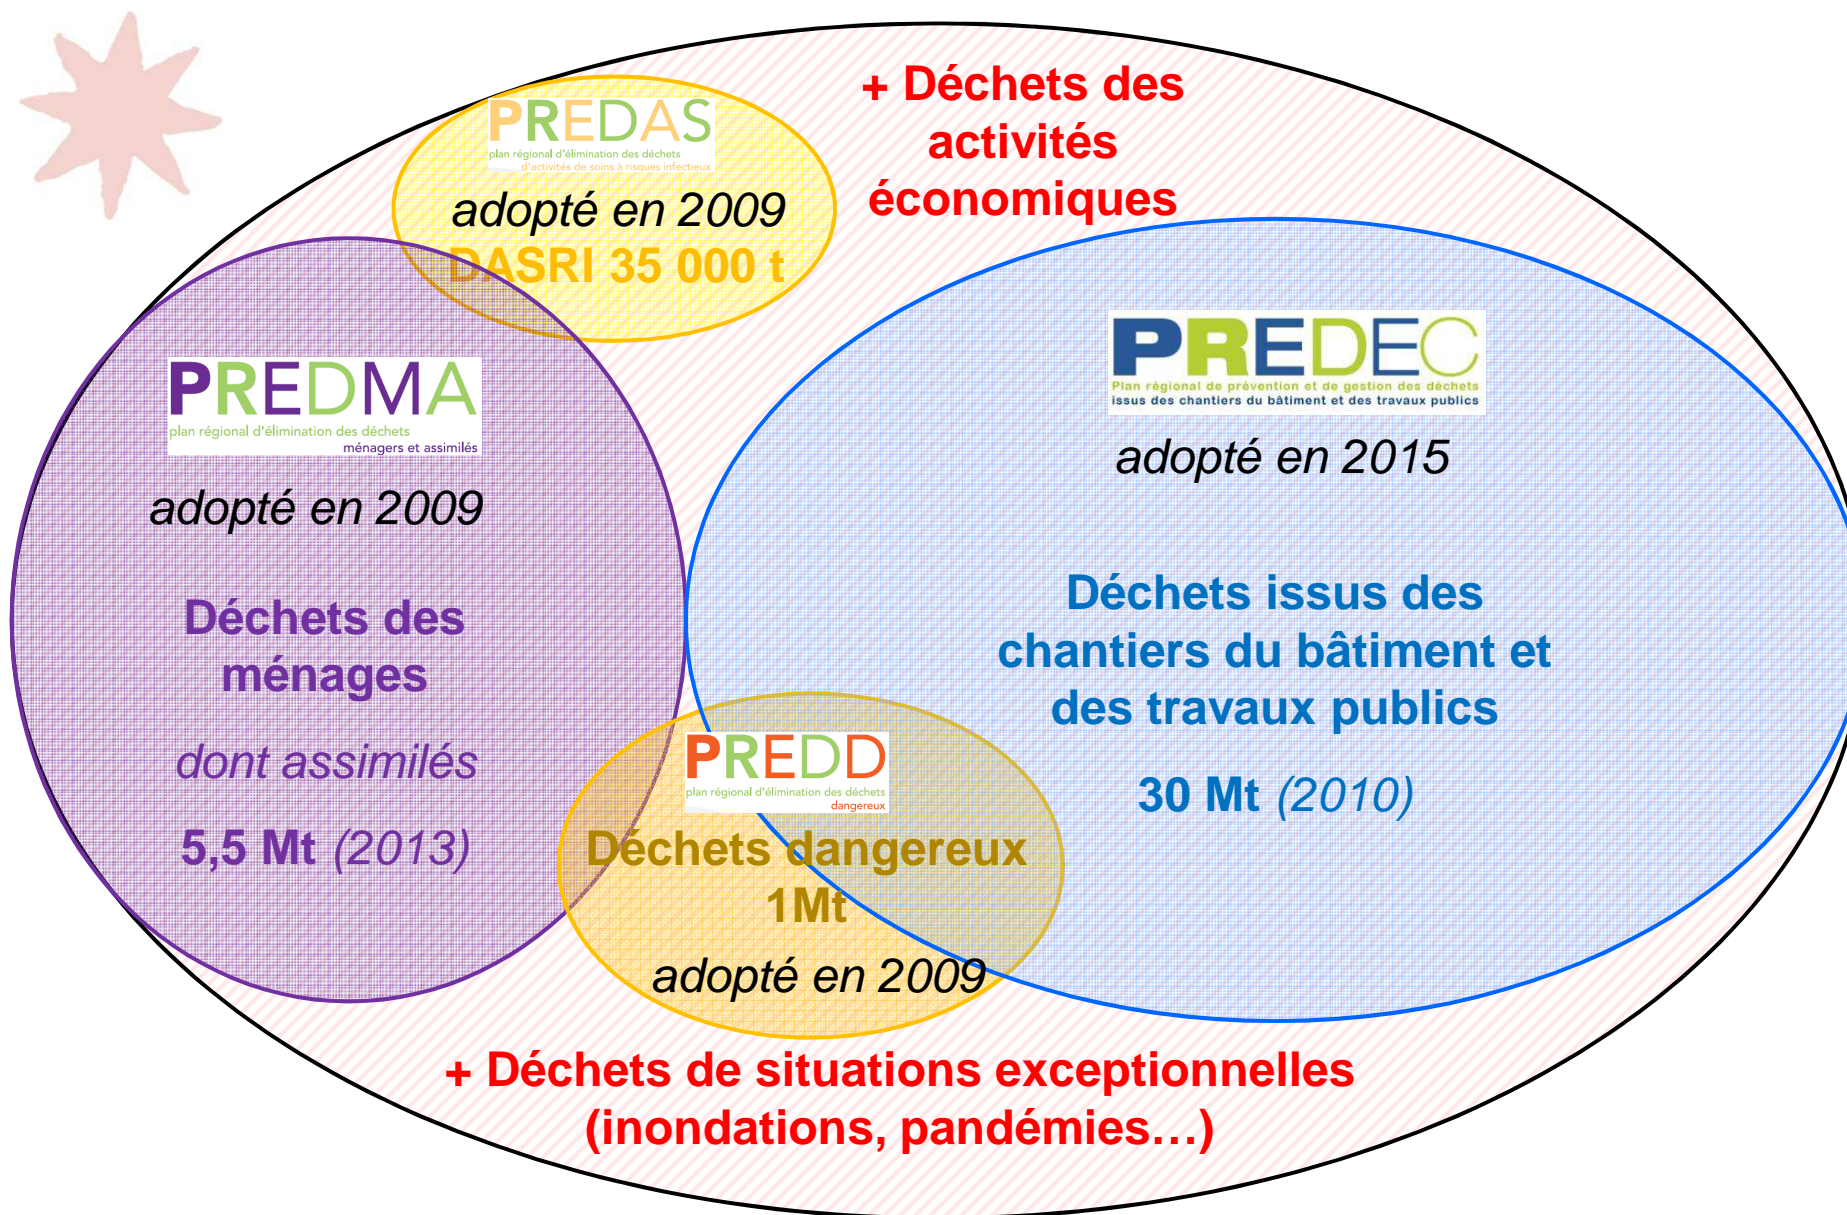 PREDAS
plan régional d'élimination des déchets
d'activités de soins à risques infectieux
adopté en 2009
DASRI 35 000 t
+ Déchets des
activités
économiques
PREDMA
plan régional d'élimination des déchets
ménagers et assimilés
adopté en 2009
Déchets des
ménages
dont assimilés
5,5 Mt (2013)
PREDEC
Plan régional de prévention et de gestion des déchets
issus des chantiers du bâtiment et des travaux publics
adopté en 2015
Déchets issus des
chantiers du bâtiment et
des travaux publics
30 Mt (2010)
PREDD
plan régional d'élimination des déchets
dangereux
Déchets dangereux
1Mt
adopté en 2009
+ Déchets de situations exceptionnelles
(inondations, pandémies…)